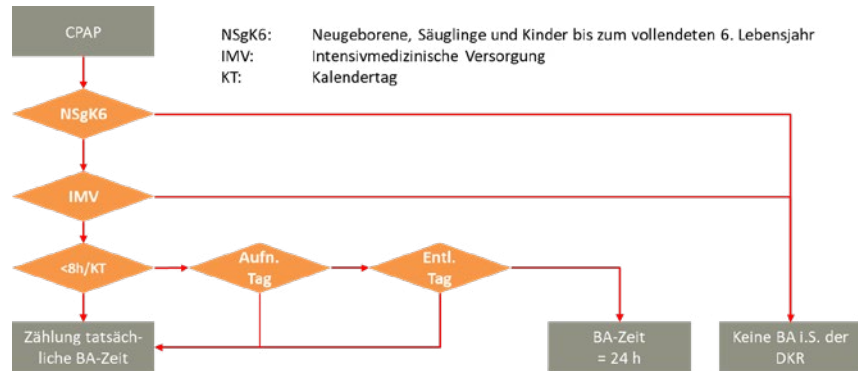 CPAP
NSgK6: Neugeborene, Säuglinge und Kinder bis zum vollendeten 6. Lebensjahr
IMV: Intensivmedizinische Versorgung
KT: Kalendertag
NSgK6
IMV
<8h/KT
Aufn.
Tag
Entl.
Tag
Zählung tatsäch-
liche BA-Zeit
BA-Zeit
= 24 h
Keine BA i.S. der
DKR